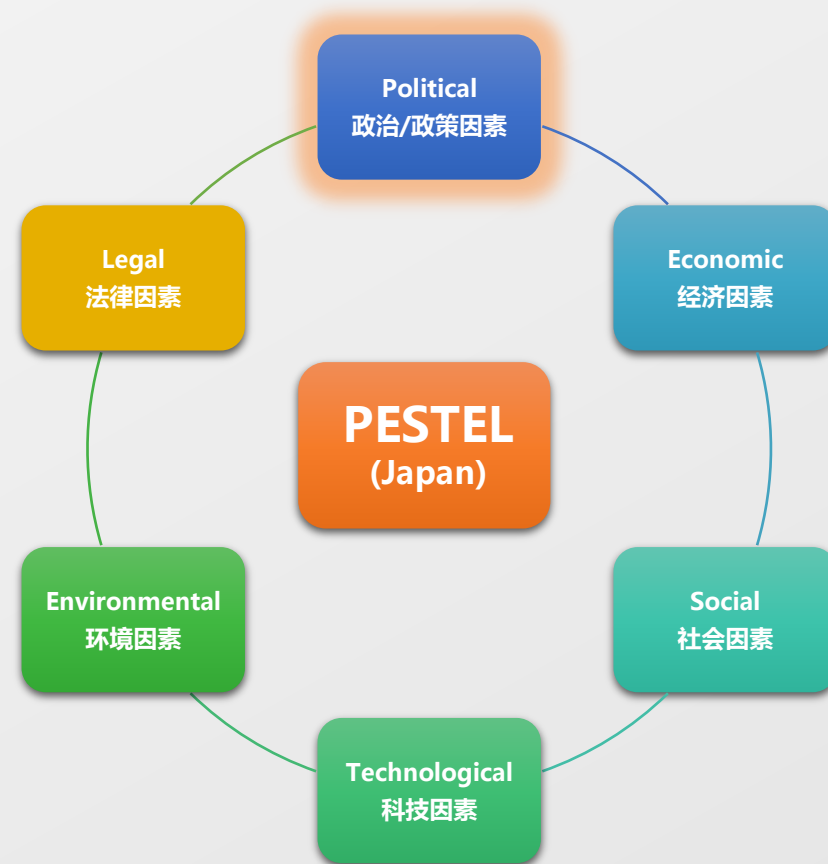 Political
政治/政策因素
Legal
法律因素
Economic
经济因素
PESTEL
(Japan)
Environmental
环境因素
Social
社会因素
Technological
科技因素